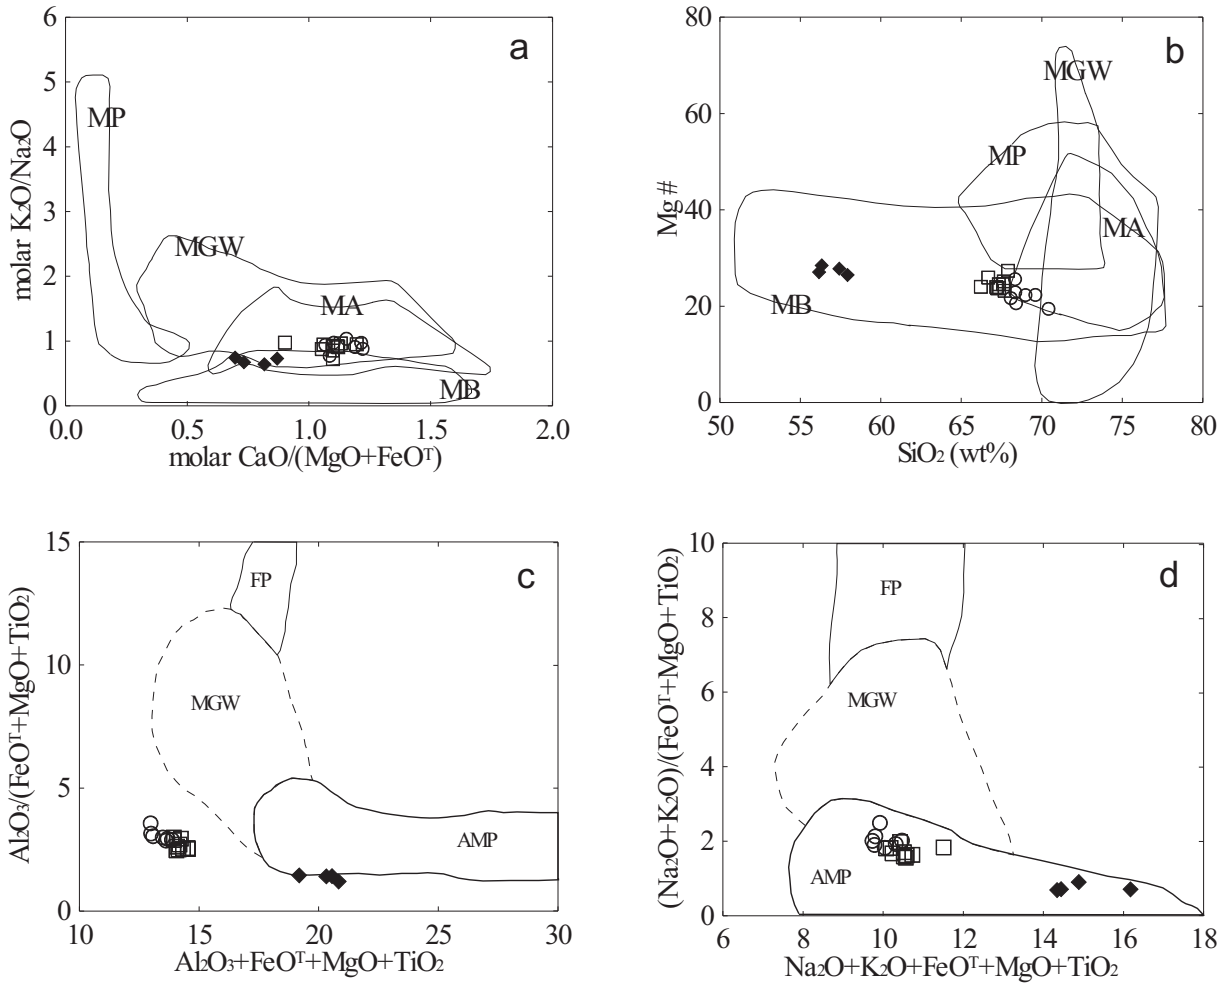 a
6
5
4
3
2
1
0
0.0 0.5 1.0 1.5 2.0
molar K₂O/Na₂O
molar CaO/(MgO+FeOᵀ)
MP
MGW
MA
MB
b
80
60
40
20
0
50 55 60 65 70 75 80
Mg #
SiO₂ (wt%)
MGW
MP
MA
MB
c
15
10
5
0
10 15 20 25 30
Al₂O₃/(FeOᵀ+MgO+TiO₂)
Al₂O₃+FeOᵀ+MgO+TiO₂
FP
MGW
AMP
d
10
8
6
4
2
0
6 8 10 12 14 16 18
(Na₂O+K₂O)/(FeOᵀ+MgO+TiO₂)
Na₂O+K₂O+FeOᵀ+MgO+TiO₂
FP
MGW
AMP